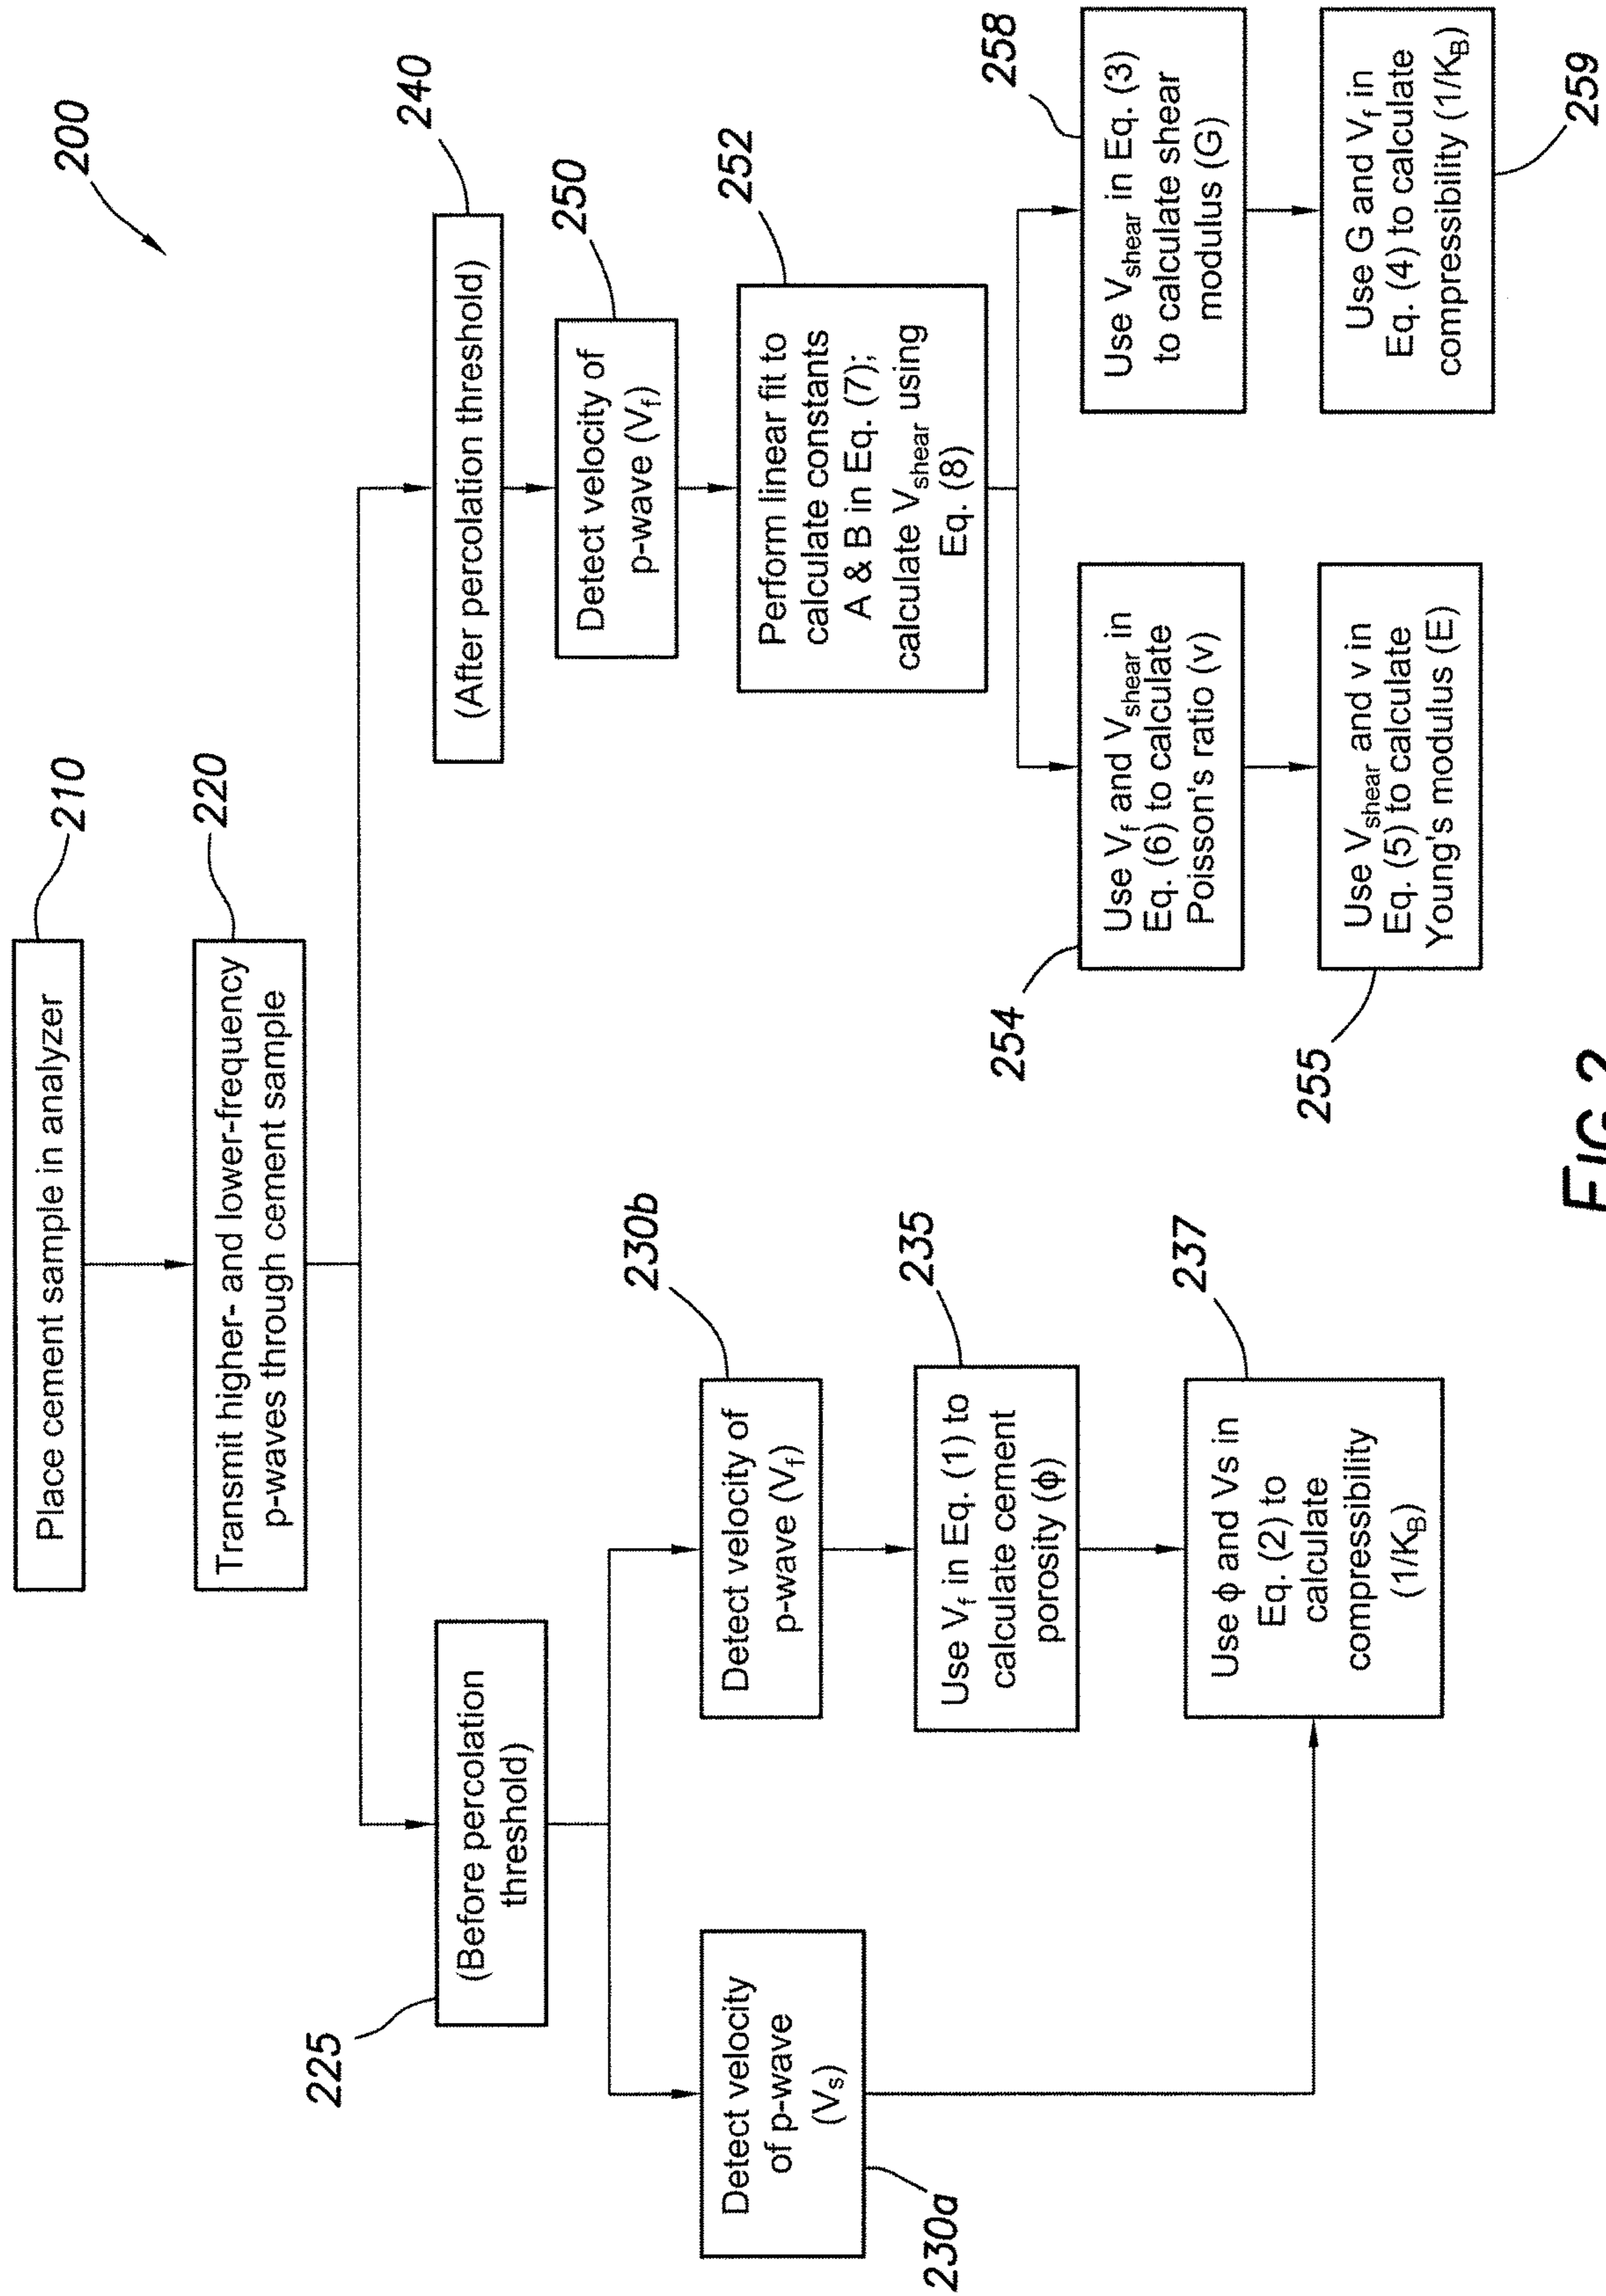 200
210
Place cement sample in analyzer
220
Transmit higher- and lower-frequency
p-waves through cement sample
225
(Before percolation
threshold)
230a
Detect velocity
of p-wave
(Vs)
230b
Detect velocity of
p-wave (Vf)
235
Use Vf in Eq. (1) to
calculate cement
porosity (ϕ)
237
Use ϕ and Vs in
Eq. (2) to
calculate
compressibility
(1/KB)
240
(After percolation threshold)
250
Detect velocity of
p-wave (Vf)
252
Perform linear fit to
calculate constants
A & B in Eq. (7);
calculate Vshear using
Eq. (8)
254
Use Vf and Vshear in
Eq. (6) to calculate
Poisson's ratio (v)
255
Use Vshear and v in
Eq. (5) to calculate
Young's modulus (E)
258
Use Vshear in Eq. (3)
to calculate shear
modulus (G)
259
Use G and Vf in
Eq. (4) to calculate
compressibility (1/KB)
FIG.2